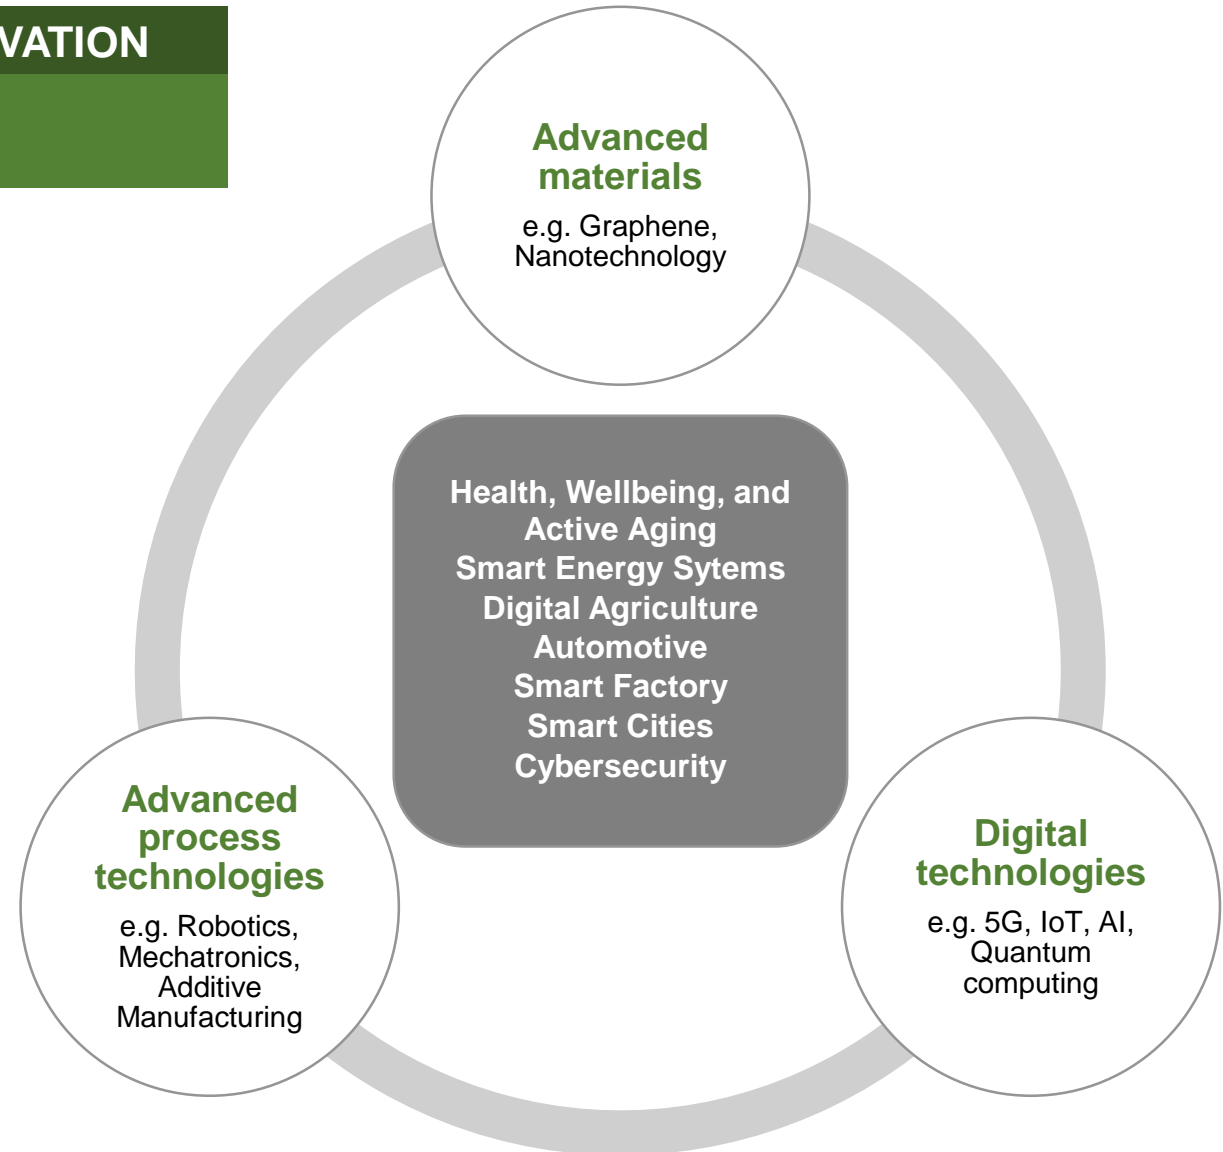 VATION
Advanced
materials
e.g. Graphene,
Nanotechnology
Health, Wellbeing, and
Active Aging
Smart Energy Sytems
Digital Agriculture
Automotive
Smart Factory
Smart Cities
Cybersecurity
Advanced
process
technologies
e.g. Robotics,
Mechatronics,
Additive
Manufacturing
Digital
technologies
e.g. 5G, IoT, AI,
Quantum
computing